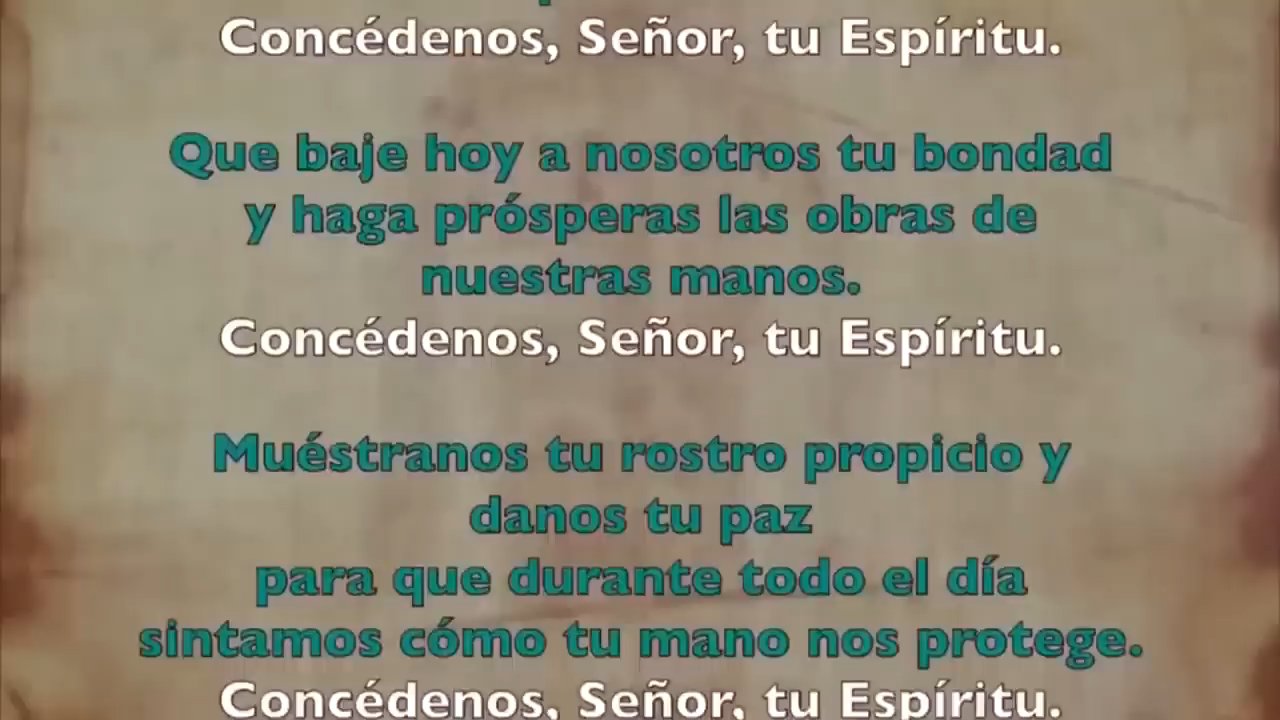 Concédenos, Señor, tu Espíritu.
Que baje hoy a nosotros tu bondad
y haga prósperas las obras de
nuestras manos.
Concédenos, Señor, tu Espíritu.
Muéstranos tu rostro propicio y
danos tu paz
para que durante todo el día
sintamos cómo tu mano nos protege.
Concédenos, Señor, tu Espíritu.